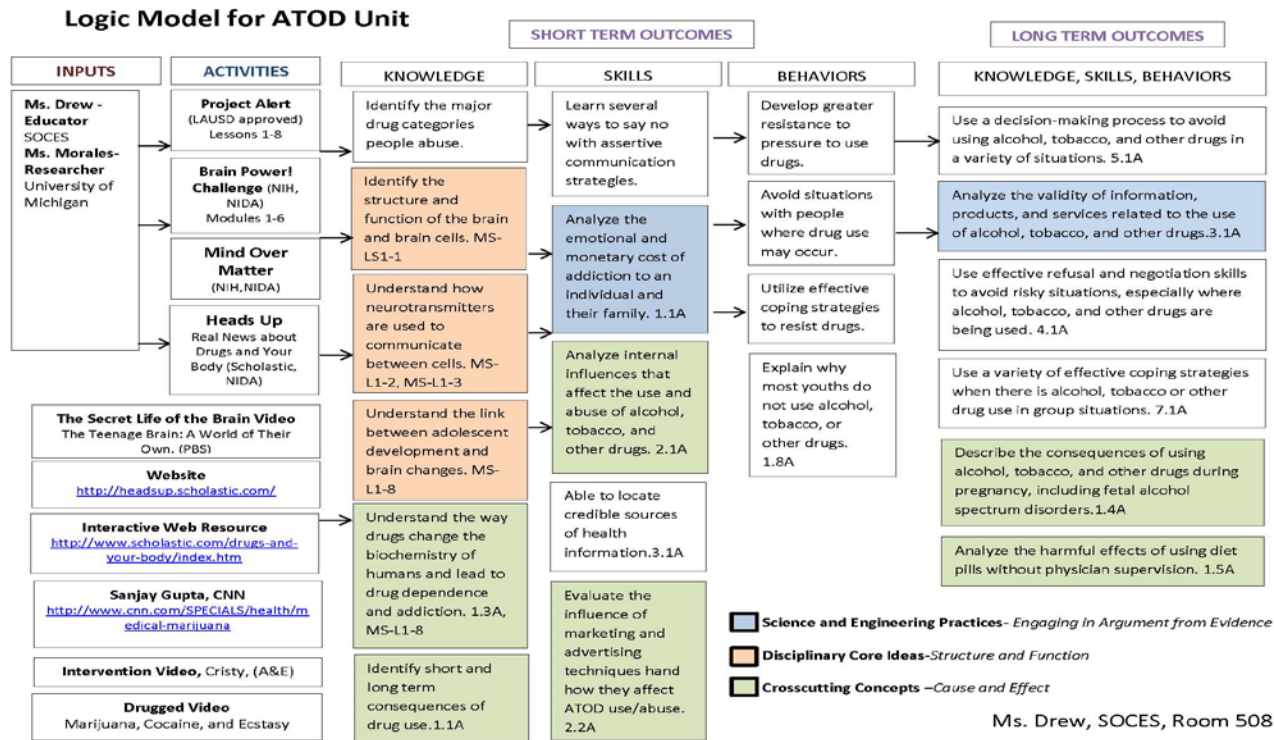 Logic Model for ATOD Unit
SHORT TERM OUTCOMES
LONG TERM OUTCOMES
INPUTS
ACTIVITIES
KNOWLEDGE
SKILLS
BEHAVIORS
KNOWLEDGE, SKILLS, BEHAVIORS
Ms. Drew -
Educator
SOCES
Ms. Morales-
Researcher
University of
Michigan
Project Alert
(LAUSD approved)
Lessons 1-8
Brain Power!
Challenge (NIH,
NIDA)
Modules 1-6
Mind Over
Matter
(NIH,NIDA)
Heads Up
Real News about
Drugs and Your
Body (Scholastic,
NIDA)
The Secret Life of the Brain Video
The Teenage Brain: A World of Their
Own. (PBS)
Website
http://headsup.scholastic.com/
Interactive Web Resource
http://www.scholastic.com/drugs-and-
your-body/index.htm
Sanjay Gupta, CNN
http://www.cnn.com/SPECIALS/health/m
edical-marijuana
Intervention Video, Cristy, (A&E)
Drugged Video
Marijuana, Cocaine, and Ecstasy
Identify the major
drug categories
people abuse.
Identify the
structure and
function of the brain
and brain cells. MS-
LS1-1
Understand how
neurotransmitters
are used to
communicate
between cells. MS-
L1-2, MS-L1-3
Understand the link
between adolescent
development and
brain changes. MS-
L1-8
Understand the way
drugs change the
biochemistry of
humans and lead to
drug dependence
and addiction. 1.3A,
MS-L1-8
Identify short and
long term
consequences of
drug use.1.1A
Learn several
ways to say no
with assertive
communication
strategies.
Analyze the
emotional and
monetary cost of
addiction to an
individual and
their family. 1.1A
Analyze internal
influences that
affect the use and
abuse of alcohol,
tobacco, and
other drugs. 2.1A
Able to locate
credible sources
of health
information.3.1A
Evaluate the
influence of
marketing and
advertising
techniques hand
how they affect
ATOD use/abuse.
2.2A
Develop greater
resistance to
pressure to use
drugs.
Avoid situations
with people
where drug use
may occur.
Utilize effective
coping strategies
to resist drugs.
Explain why
most youths do
not use alcohol,
tobacco, or
other drugs.
1.8A
Use a decision-making process to avoid
using alcohol, tobacco, and other drugs in
a variety of situations. 5.1A
Analyze the validity of information,
products, and services related to the use
of alcohol, tobacco, and other drugs.3.1A
Use effective refusal and negotiation skills
to avoid risky situations, especially where
alcohol, tobacco, and other drugs are
being used. 4.1A
Use a variety of effective coping strategies
when there is alcohol, tobacco or other
drug use in group situations. 7.1A
Describe the consequences of using
alcohol, tobacco, and other drugs during
pregnancy, including fetal alcohol
spectrum disorders.1.4A
Analyze the harmful effects of using diet
pills without physician supervision. 1.5A
Science and Engineering Practices- Engaging in Argument from Evidence
Disciplinary Core Ideas-Structure and Function
Crosscutting Concepts –Cause and Effect
Ms. Drew, SOCES, Room 508